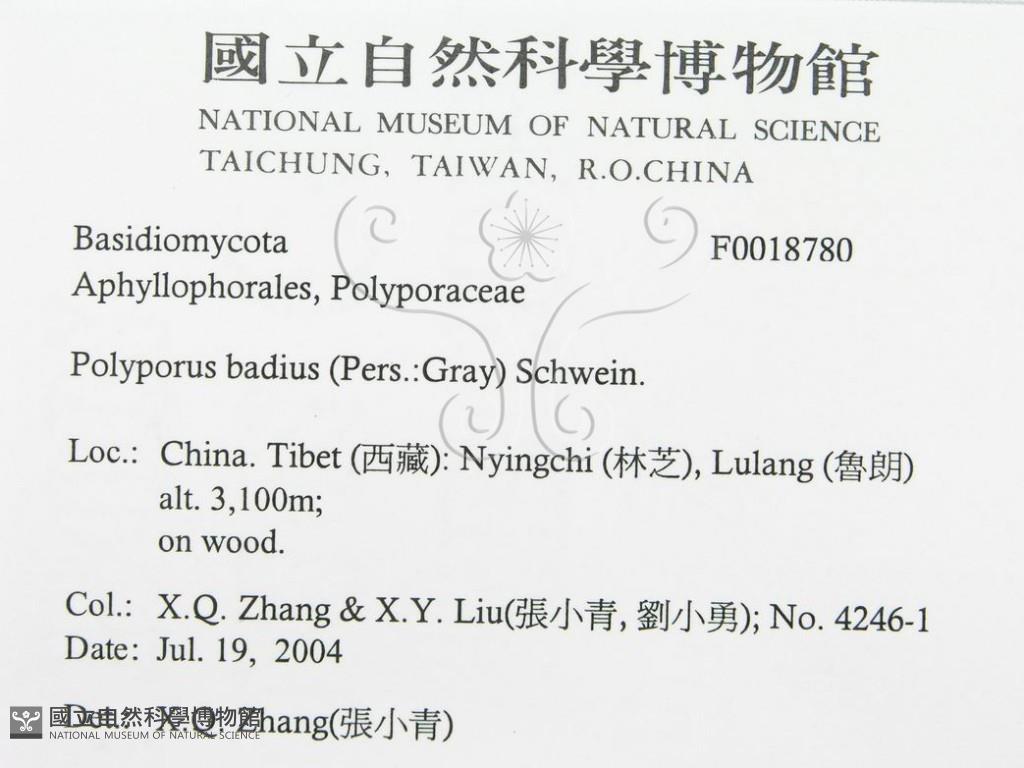 國立自然科學博物館
NATIONAL MUSEUM OF NATURAL SCIENCE
TAICHUNG, TAIWAN, R.O.CHINA
Basidiomycota F0018780
Aphyllophorales, Polyporaceae
Polyporus badius (Pers.:Gray) Schwein.
Loc.: China. Tibet (西藏): Nyingchi (林芝), Lulang (魯朗)
alt. 3,100m;
on wood.
Col.: X.Q. Zhang & X.Y. Liu(張小青, 劉小勇); No. 4246-1
Date: Jul. 19, 2004
Det.: X.Q. Zhang(張小青)
國立自然科學博物館
NATIONAL MUSEUM OF NATURAL SCIENCE